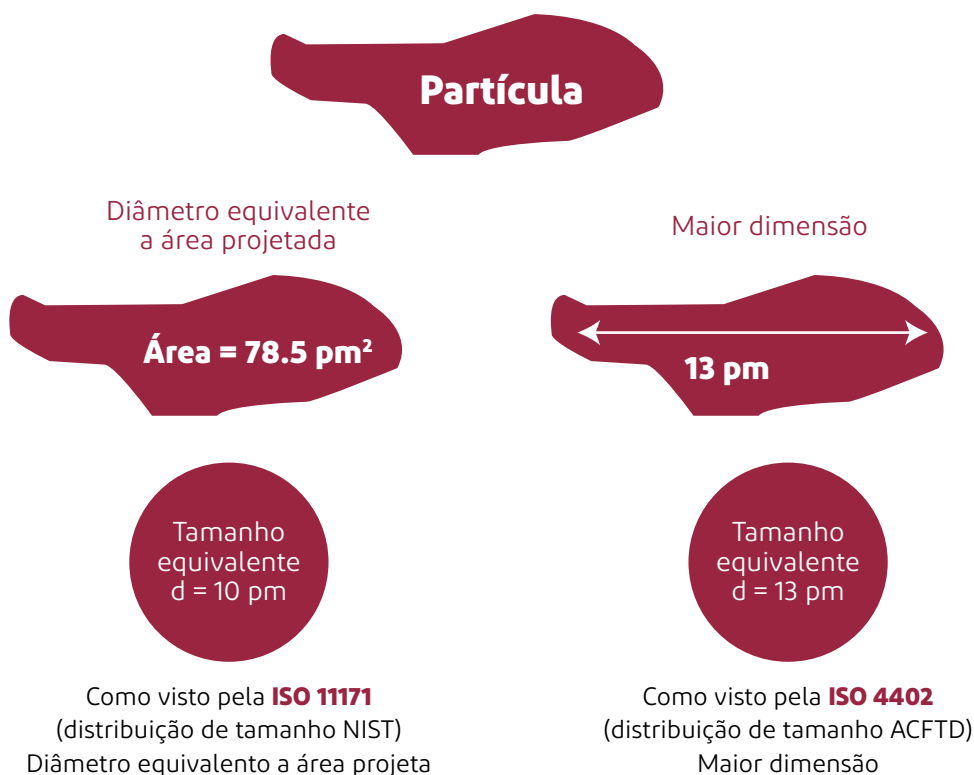 Partícula
Diâmetro equivalente
a área projetada
Maior dimensão
Área = 78.5 pm²
13 pm
Tamanho
equivalente
d = 10 pm
Tamanho
equivalente
d = 13 pm
Como visto pela ISO 11171
(distribuição de tamanho NIST)
Diâmetro equivalento a área projeta
Como visto pela ISO 4402
(distribuição de tamanho ACFTD)
Maior dimensão